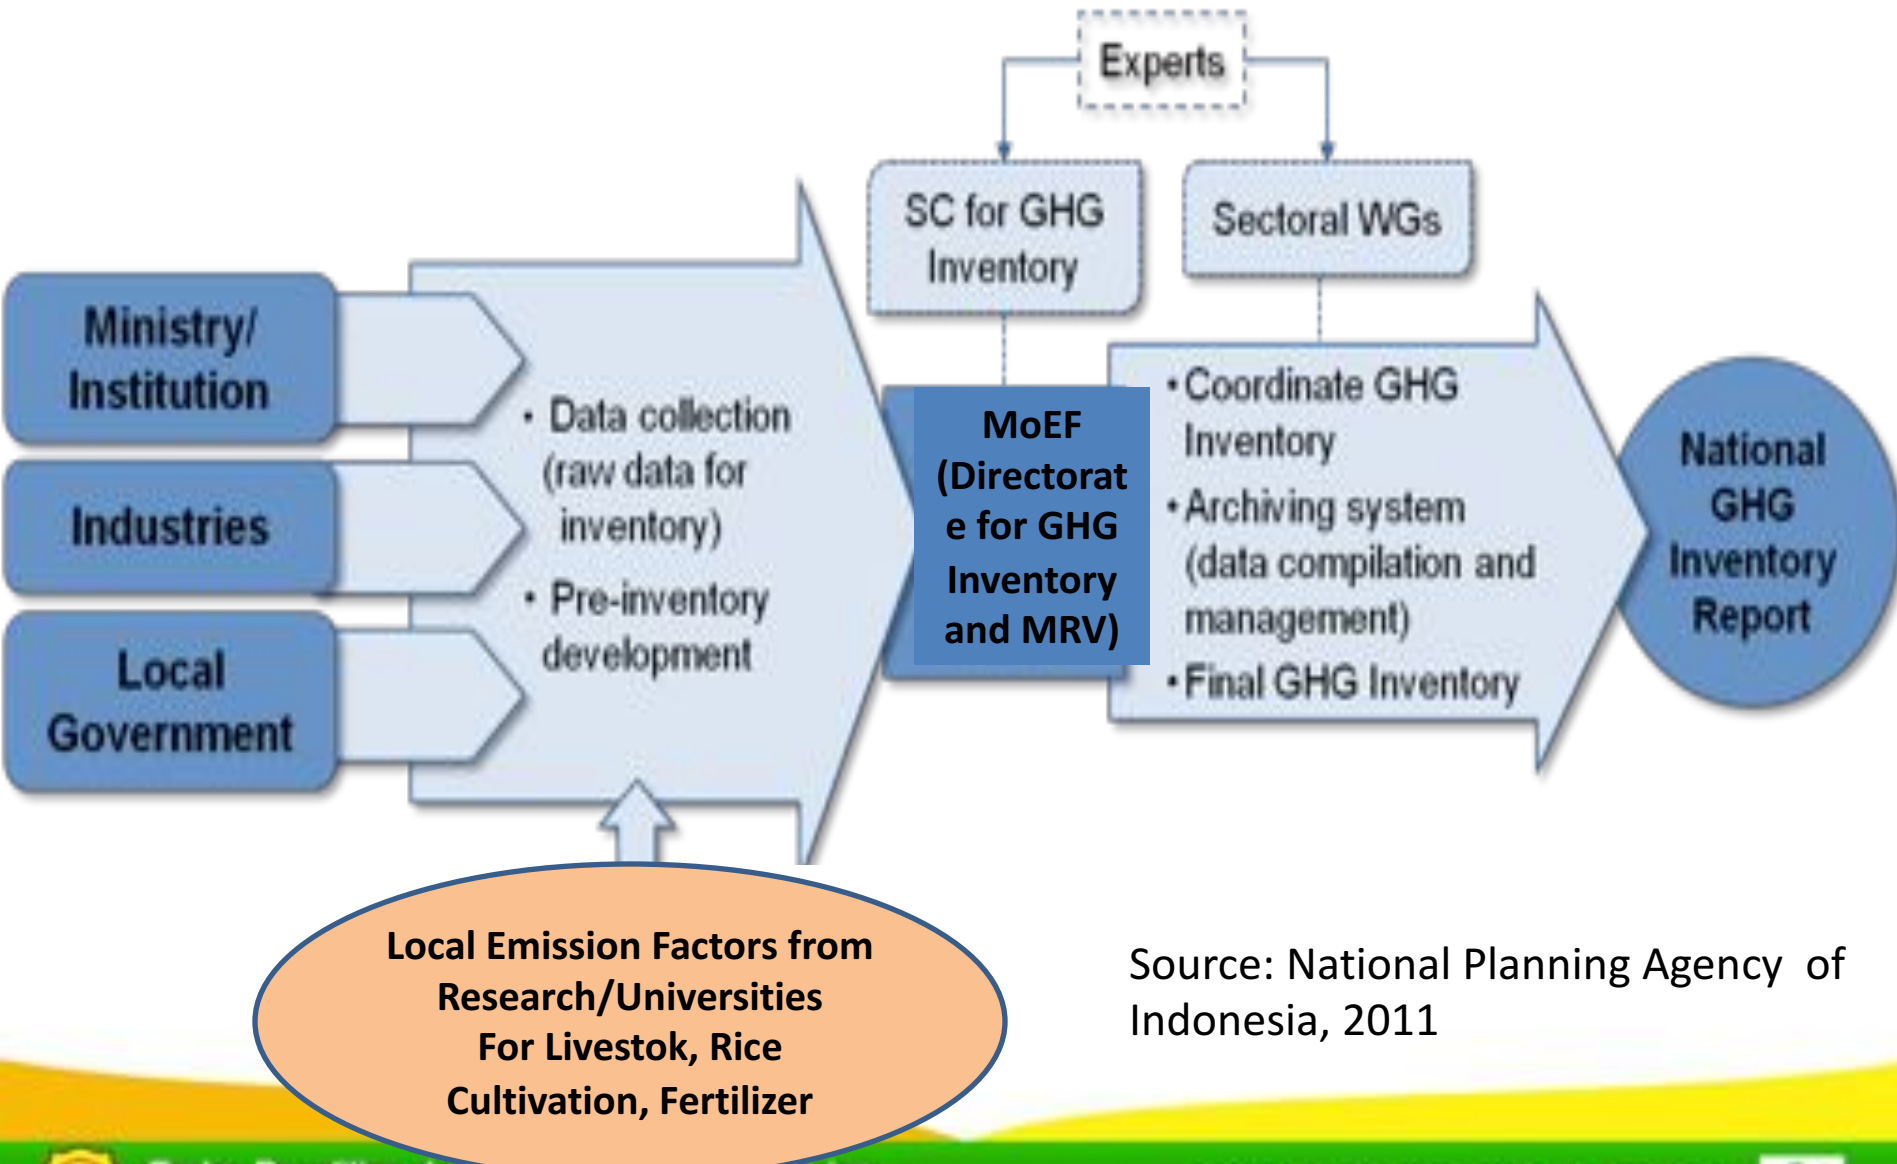 Experts
SC for GHG
Inventory
Sectoral WGs
Ministry/
Institution
Industries
Local
Government
• Data collection
(raw data for
inventory)
• Pre-inventory
development
MoEF
(Directorat
e for GHG
Inventory
and MRV)
• Coordinate GHG
Inventory
• Archiving system
(data compilation and
management)
• Final GHG Inventory
National
GHG
Inventory
Report
Local Emission Factors from
Research/Universities
For Livestok, Rice
Cultivation, Fertilizer
Source: National Planning Agency of
Indonesia, 2011